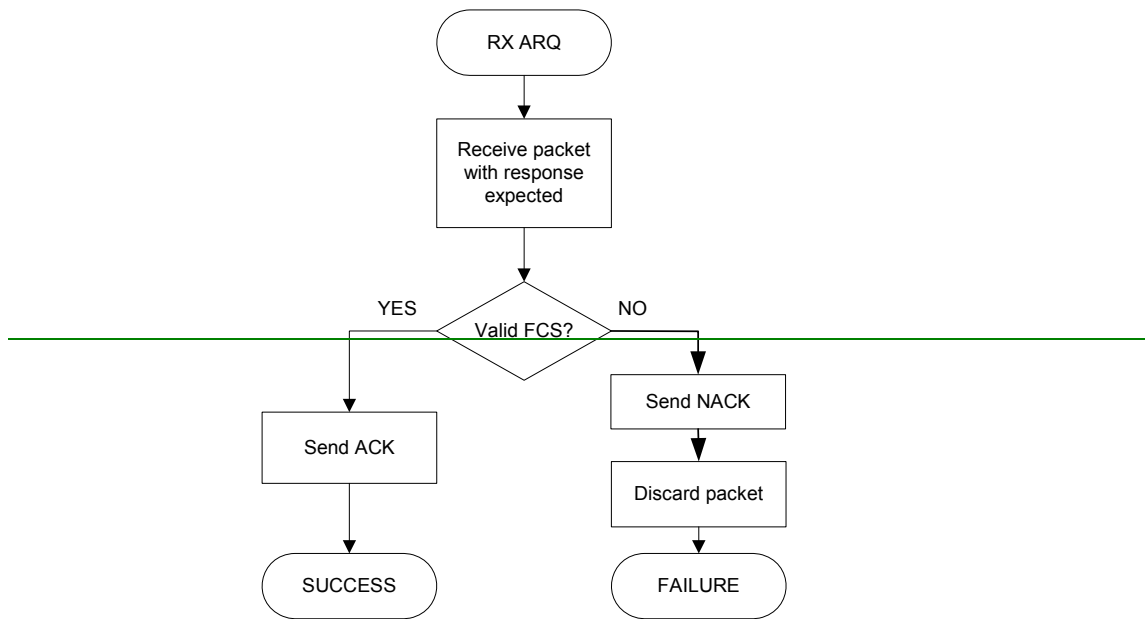 RX ARQ
Receive packet
with response
expected
YES
NO
Valid FCS?
Send NACK
Send ACK
Discard packet
SUCCESS
FAILURE